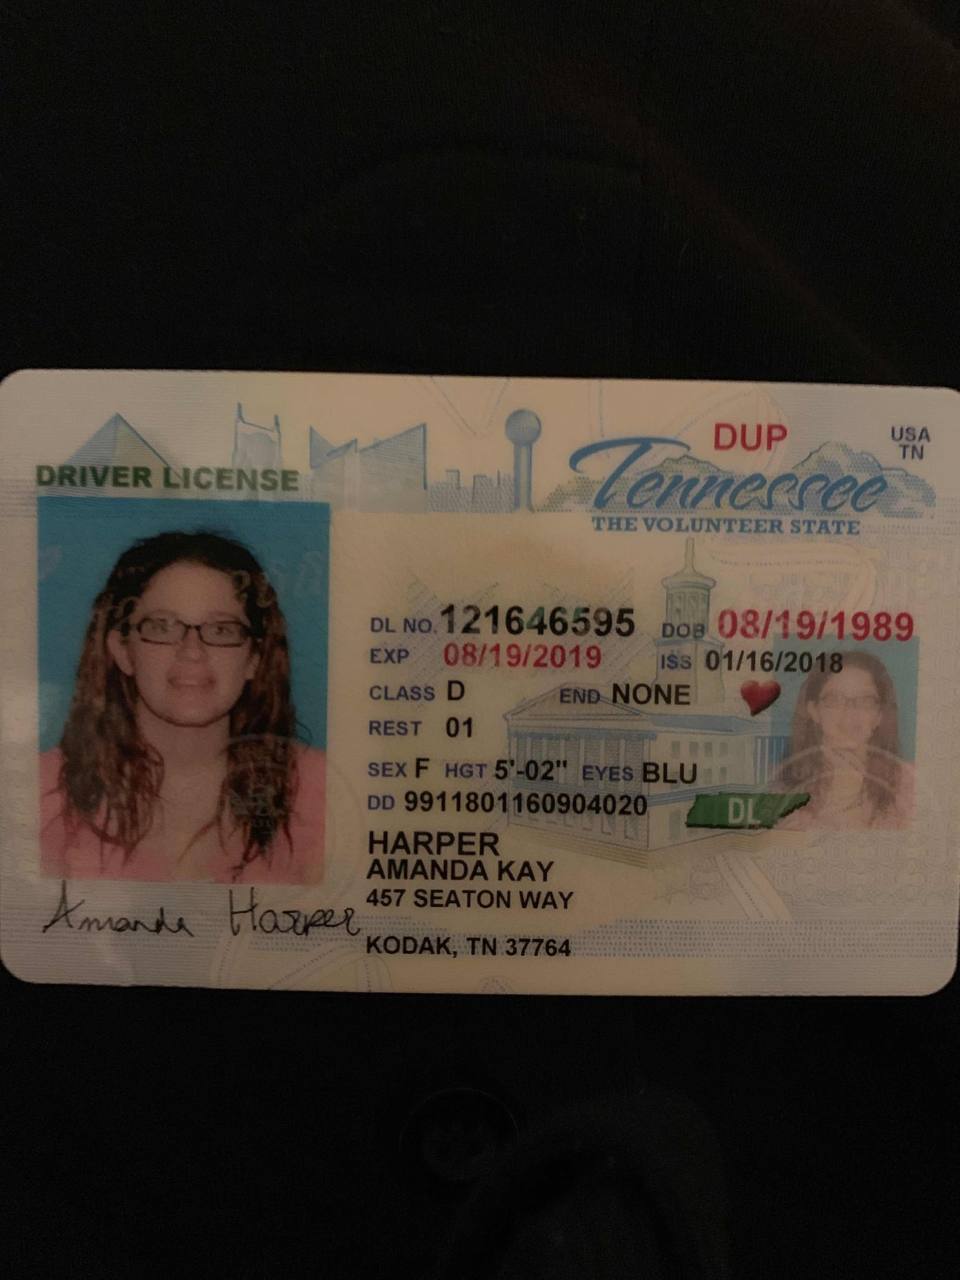 DUP
USA
TN
DRIVER LICENSE
Tennessee
THE VOLUNTEER STATE
DL NO. 121646595 DOB 08/19/1989
EXP 08/19/2019 ISS 01/16/2018
CLASS D END NONE
REST 01
SEX F HGT 5'-02" EYES BLU
DD 9911801160904020
DL
HARPER
AMANDA KAY
457 SEATON WAY
KODAK, TN 37764
Amanda Harper